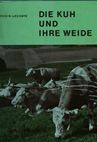 DIE KUH
UND
IHRE WEIDE